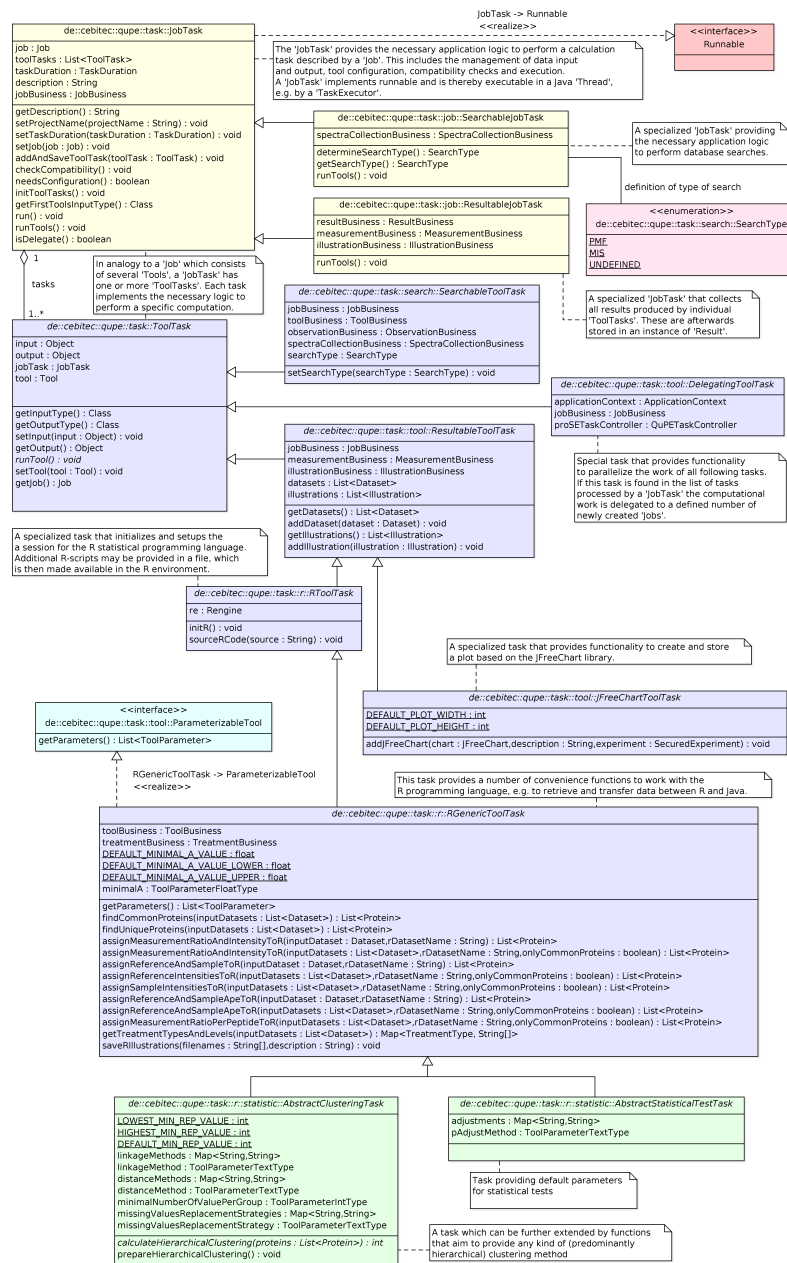 JobTask -> Runnable
<<realize>>
de::cebitec::qupe::task::JobTask
job : Job
toolTasks : List<ToolTask>
taskDuration : TaskDuration
description : String
jobBusiness : JobBusiness
getDescription() : String
setProjectName(projectName : String) : void
setTaskDuration(taskDuration : TaskDuration) : void
setJob(job : Job) : void
addAndSaveToolTask(toolTask : ToolTask) : void
checkCompatibility() : void
needsConfiguration() : boolean
initToolTasks() : void
getFirstToolsInputType() : Class
run() : void
runTools() : void
isDelegate() : boolean
<<interface>>
Runnable
The 'JobTask' provides the necessary application logic to perform a calculation
task described by a 'Job'. This includes the management of data input
and output, tool configuration, compatibility checks and execution.
A 'JobTask' implements runnable and is thereby executable in a Java 'Thread',
e.g. by a 'TaskExecutor'.
de::cebitec::qupe::task::job::SearchableJobTask
spectraCollectionBusiness : SpectraCollectionBusiness
determineSearchType() : SearchType
getSearchType() : SearchType
runTools() : void
A specialized 'JobTask' providing
the necessary application logic
to perform database searches.
definition of type of search
de::cebitec::qupe::task::job::ResultableJobTask
resultBusiness : ResultBusiness
measurementBusiness : MeasurementBusiness
illustrationBusiness : IllustrationBusiness
runTools() : void
<<enumeration>>
de::cebitec::qupe::task::search::SearchType
PMF
MIS
UNDEFINED
1
tasks
1..*
In analogy to a 'Job' which consists
of several 'Tools', a 'JobTask' has
one or more 'ToolTasks'. Each task
implements the necessary logic to
perform a specific computation.
de::cebitec::qupe::task::search::SearchableToolTask
jobBusiness : JobBusiness
toolBusiness : ToolBusiness
observationBusiness : ObservationBusiness
spectraCollectionBusiness : SpectraCollectionBusiness
searchType : SearchType
setSearchType(searchType : SearchType) : void
A specialized 'JobTask' that collects
all results produced by individual
'ToolTasks'. These are afterwards
stored in an instance of 'Result'.
de::cebitec::qupe::task::ToolTask
input : Object
output : Object
jobTask : JobTask
tool : Tool
getInputType() : Class
getOutputType() : Class
setInput(input : Object) : void
getOutput() : Object
runTool() : void
setTool(tool : Tool) : void
getJob() : Job
de::cebitec::qupe::task::tool::DelegatingToolTask
applicationContext : ApplicationContext
jobBusiness : JobBusiness
proSETaskController : QuPETaskController
de::cebitec::qupe::task::tool::ResultableToolTask
jobBusiness : JobBusiness
measurementBusiness : MeasurementBusiness
illustrationBusiness : IllustrationBusiness
datasets : List<Dataset>
illustrations : List<Illustration>
getDatasets() : List<Dataset>
addDataset(dataset : Dataset) : void
getIllustrations() : List<Illustration>
addIllustration(illustration : Illustration) : void
Special task that provides functionality
to parallelize the work of all following tasks.
If this task is found in the list of tasks
processed by a 'JobTask' the computational
work is delegated to a defined number of
newly created 'Jobs'.
A specialized task that initializes and setups the
a session for the R statistical programming language.
Additional R-scripts may be provided in a file, which
is then made available in the R environment.
de::cebitec::qupe::task::r::RToolTask
re : Rengine
initR() : void
sourceRCode(source : String) : void
A specialized task that provides functionality to create and store
a plot based on the JFreeChart library.
de::cebitec::qupe::task::tool::JFreeChartToolTask
DEFAULT_PLOT_WIDTH : int
DEFAULT_PLOT_HEIGHT : int
addJFreeChart(chart : JFreeChart,description : String,experiment : SecuredExperiment) : void
<<interface>>
de::cebitec::qupe::task::tool::ParameterizableTool
getParameters() : List<ToolParameter>
RGenericToolTask -> ParameterizableTool
<<realize>>
This task provides a number of convenience functions to work with the
R programming language, e.g. to retrieve and transfer data between R and Java.
de::cebitec::qupe::task::r::RGenericToolTask
toolBusiness : ToolBusiness
treatmentBusiness : TreatmentBusiness
DEFAULT_MINIMAL_A_VALUE : float
DEFAULT_MINIMAL_A_VALUE_LOWER : float
DEFAULT_MINIMAL_A_VALUE_UPPER : float
minimalA : ToolParameterFloatType
getParameters() : List<ToolParameter>
findCommonProteins(inputDatasets : List<Dataset>) : List<Protein>
findUniqueProteins(inputDatasets : List<Dataset>) : List<Protein>
assignMeasurementRatioAndIntensityToR(inputDataset : Dataset,rDatasetName : String) : List<Protein>
assignMeasurementRatioAndIntensityToR(inputDatasets : List<Dataset>,rDatasetName : String,onlyCommonProteins : boolean) : List<Protein>
assignReferenceAndSampleToR(inputDataset : Dataset,rDatasetName : String) : List<Protein>
assignReferenceIntensitiesToR(inputDatasets : List<Dataset>,rDatasetName : String,onlyCommonProteins : boolean) : List<Protein>
assignSampleIntensitiesToR(inputDatasets : List<Dataset>,rDatasetName : String,onlyCommonProteins : boolean) : List<Protein>
assignReferenceAndSampleApeToR(inputDataset : Dataset,rDatasetName : String) : List<Protein>
assignReferenceAndSampleApeToR(inputDatasets : List<Dataset>,rDatasetName : String,onlyCommonProteins : boolean) : List<Protein>
assignMeasurementRatioPerPeptideToR(inputDatasets : List<Dataset>,rDatasetName : String,onlyCommonProteins : boolean) : List<Protein>
getTreatmentTypesAndLevels(inputDatasets : List<Dataset>) : Map<TreatmentType, String[]>
saveRIllustrations(filenames : String[],description : String) : void
de::cebitec::qupe::task::r::statistic::AbstractClusteringTask
LOWEST_MIN_REP_VALUE : int
HIGHEST_MIN_REP_VALUE : int
DEFAULT_MIN_REP_VALUE : int
linkageMethods : Map<String,String>
linkageMethod : ToolParameterTextType
distanceMethods : Map<String,String>
distanceMethod : ToolParameterTextType
minimalNumberOfValuePerGroup : ToolParameterIntType
missingValuesReplacementStrategies : Map<String,String>
missingValuesReplacementStrategy : ToolParameterTextType
calculateHierarchicalClustering(proteins : List<Protein>) : int
prepareHierarchicalClustering() : void
de::cebitec::qupe::task::r::statistic::AbstractStatisticalTestTask
adjustments : Map<String,String>
pAdjustMethod : ToolParameterTextType
Task providing default parameters
for statistical tests
A task which can be further extended by functions
that aim to provide any kind of (predominantly
hierarchical) clustering method